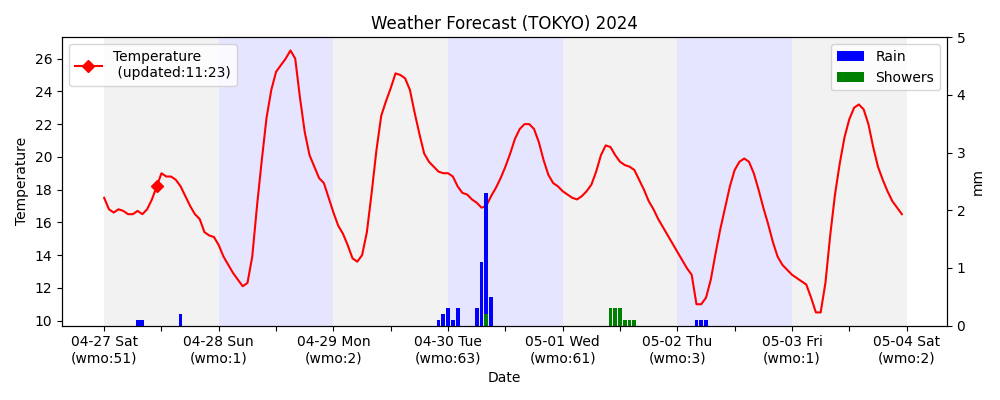 Weather Forecast (TOKYO) 2024
Temperature
(updated:11:23)
Rain
Showers
Temperature
26
24
22
20
18
16
14
12
10
5
4
3
2
1
0
mm
04-27 Sat
(wmo:51)
04-28 Sun
(wmo:1)
04-29 Mon
(wmo:2)
04-30 Tue
(wmo:63)
05-01 Wed
(wmo:61)
05-02 Thu
(wmo:3)
05-03 Fri
(wmo:1)
05-04 Sat
(wmo:2)
Date